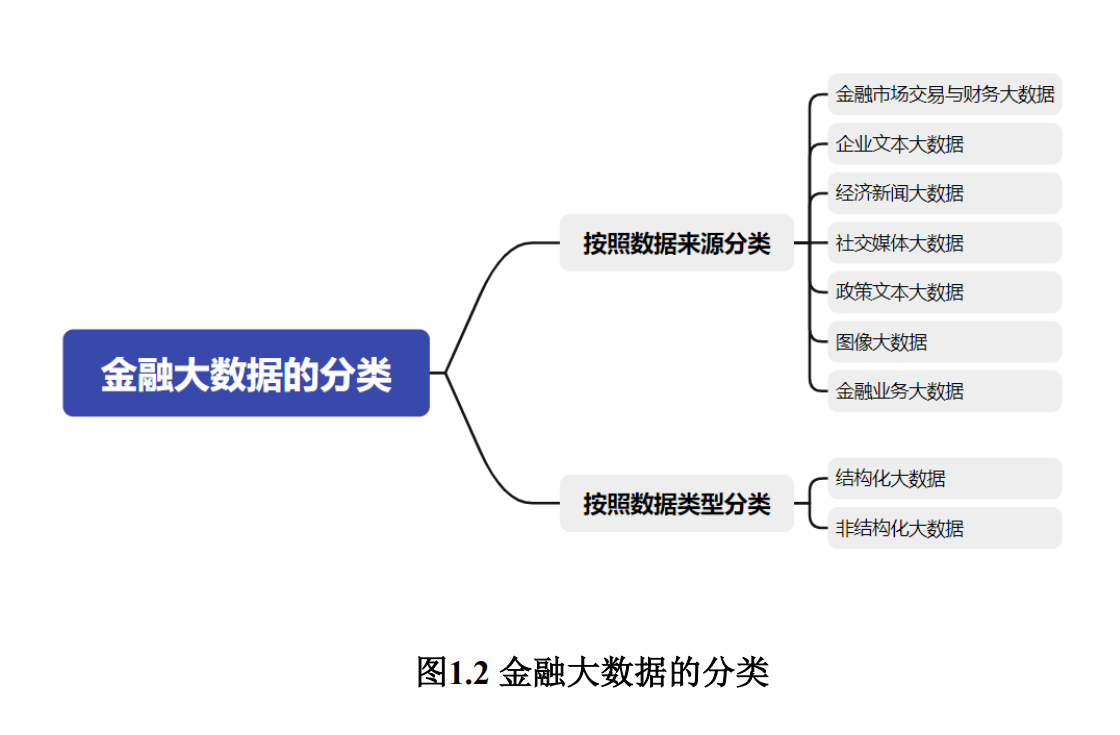 金融大数据的分类
按照数据来源分类
金融市场交易与财务大数据
企业文本大数据
经济新闻大数据
社交媒体大数据
政策文本大数据
图像大数据
金融业务大数据
按照数据类型分类
结构化大数据
非结构化大数据
图1.2 金融大数据的分类